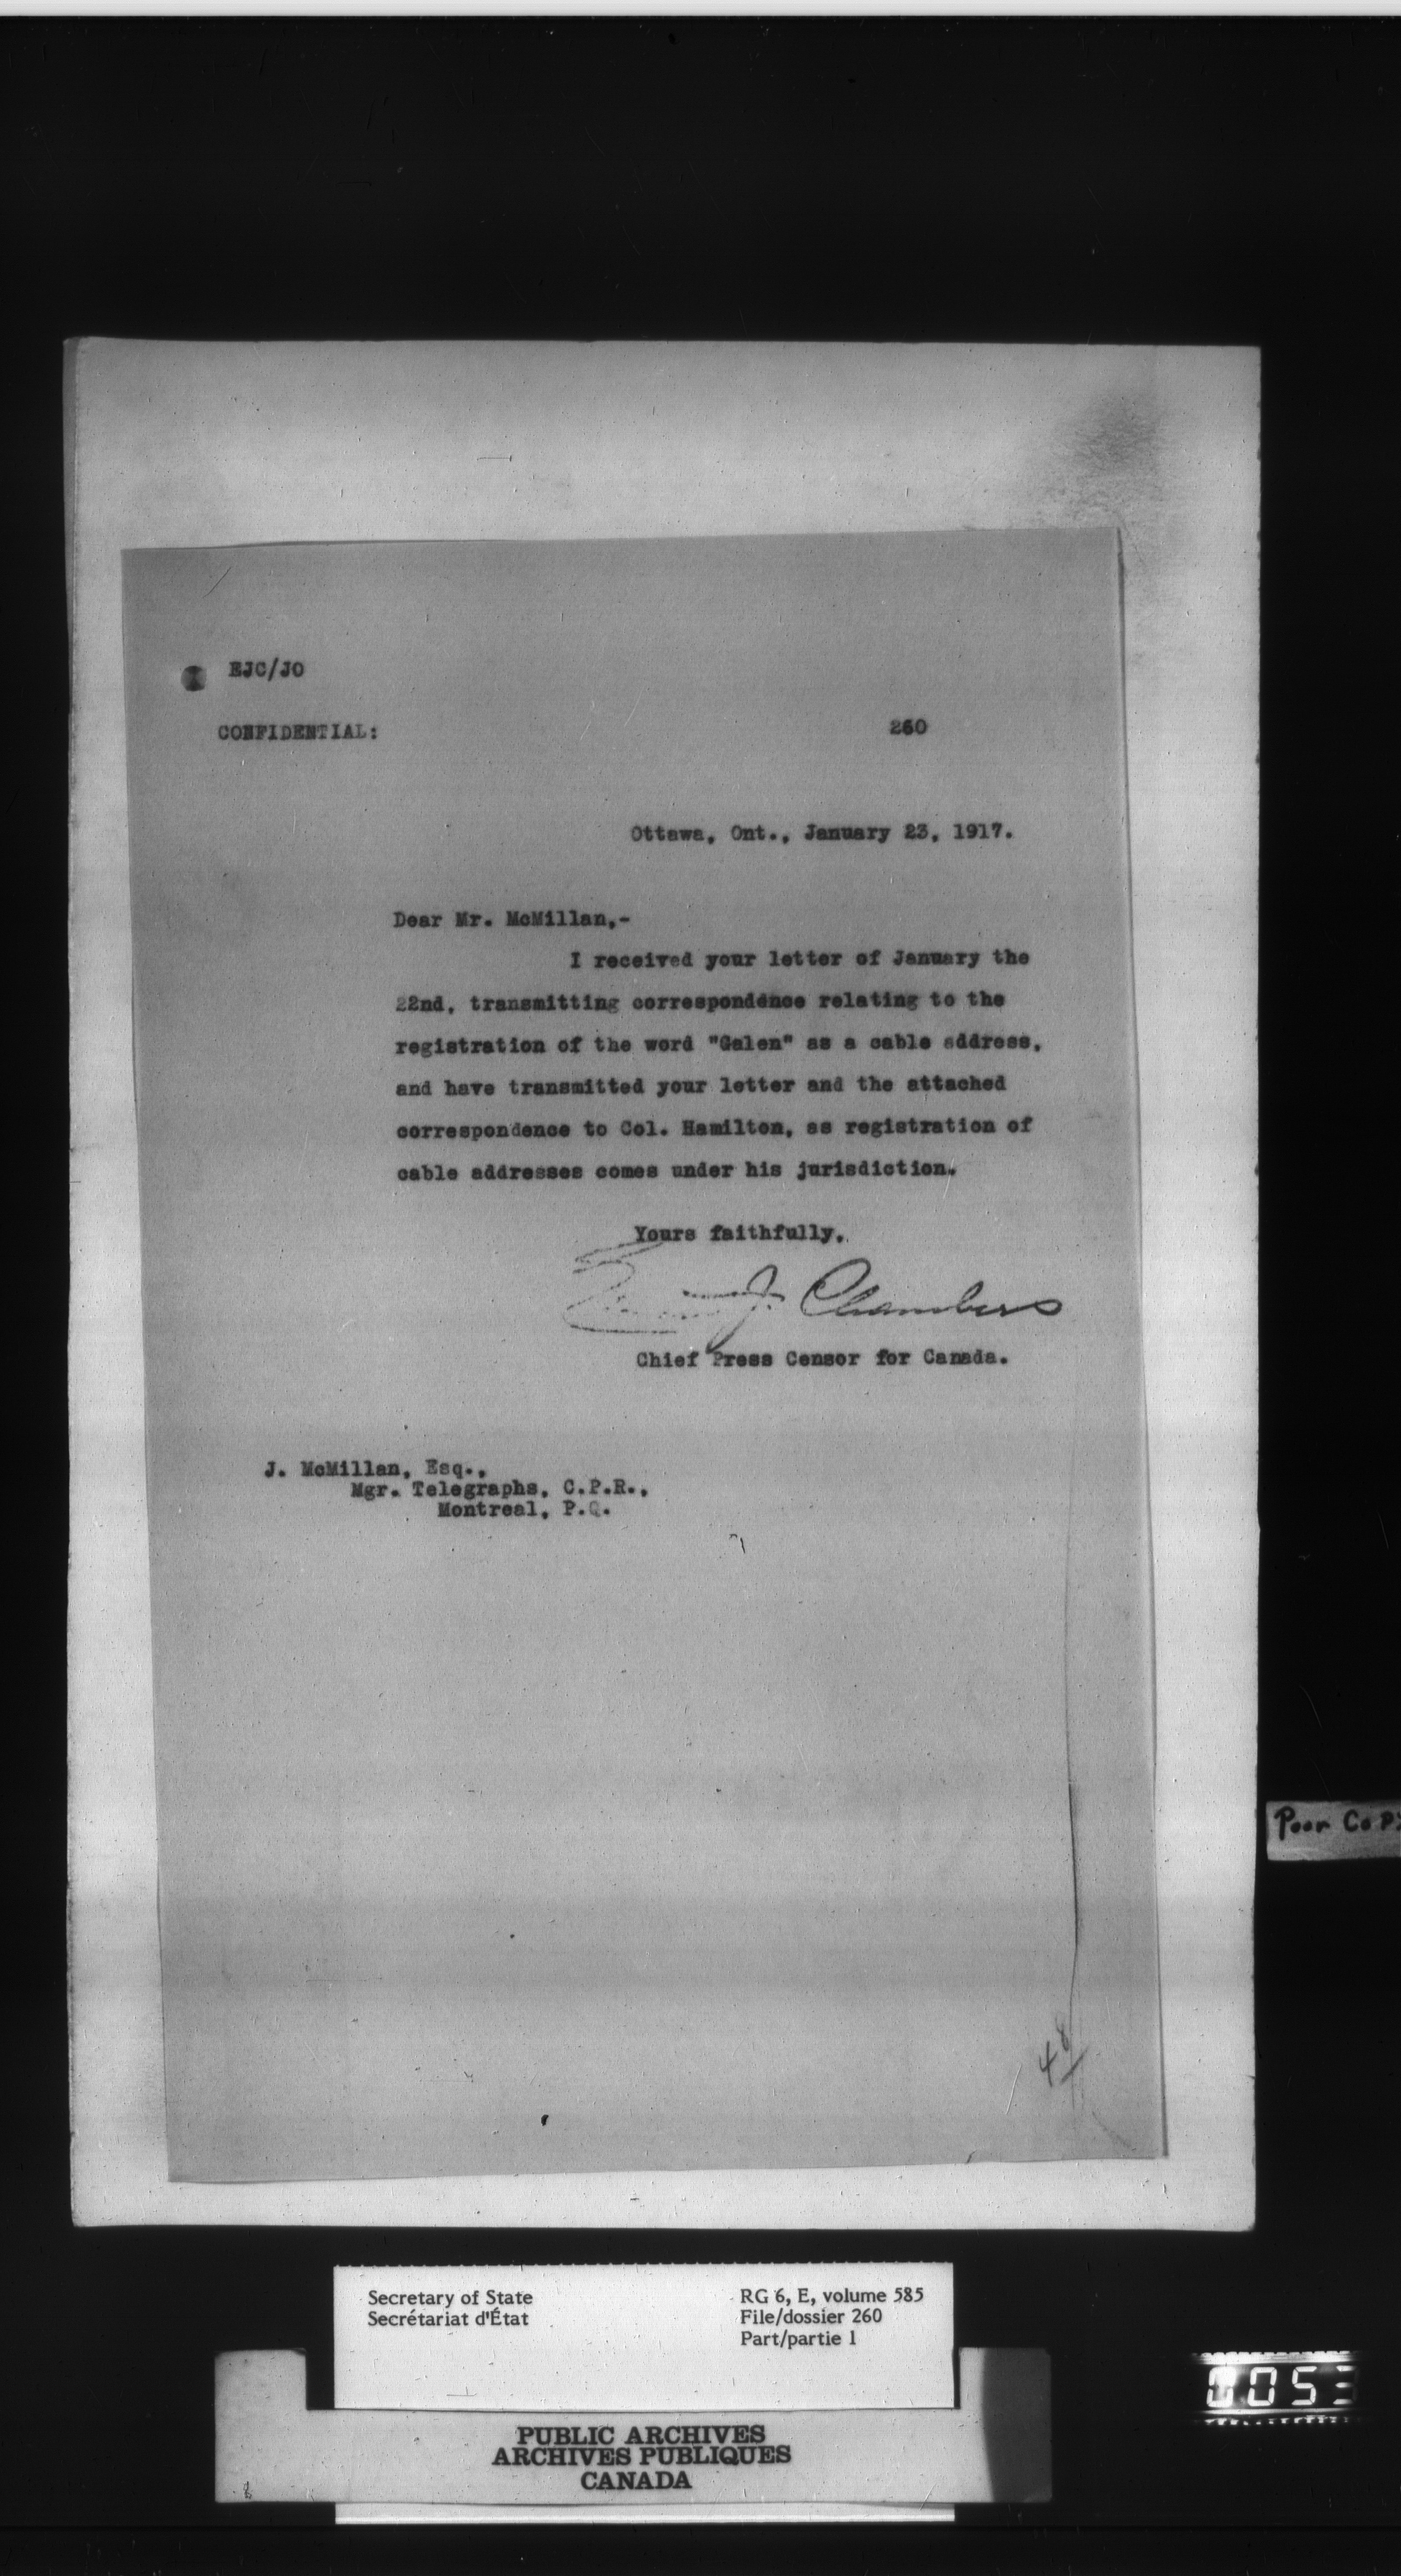 EJC/JO
CONFIDENTIAL:
260
Ottawa, Ont., January 23, 1917.
Dear Mr. McMillan,-
I received your letter of January the
22nd, transmitting correspondence relating to the
registration of the word "Galen" as a cable address,
and have transmitted your letter and the attached
correspondence to Col. Hamilton, as registration of
cable addresses comes under his jurisdiction.
Yours faithfully,
J. Chambers
Chief Press Censor for Canada.
J. McMillan, Esq.,
Mgr. Telegraphs, C.P.R.,
Montreal, P.Q.
48
Poor Copy
Secretary of State
Secrétariat d'État
RG 6, E, volume 585
File/dossier 260
Part/partie 1
PUBLIC ARCHIVES
ARCHIVES PUBLIQUES
CANADA
0053